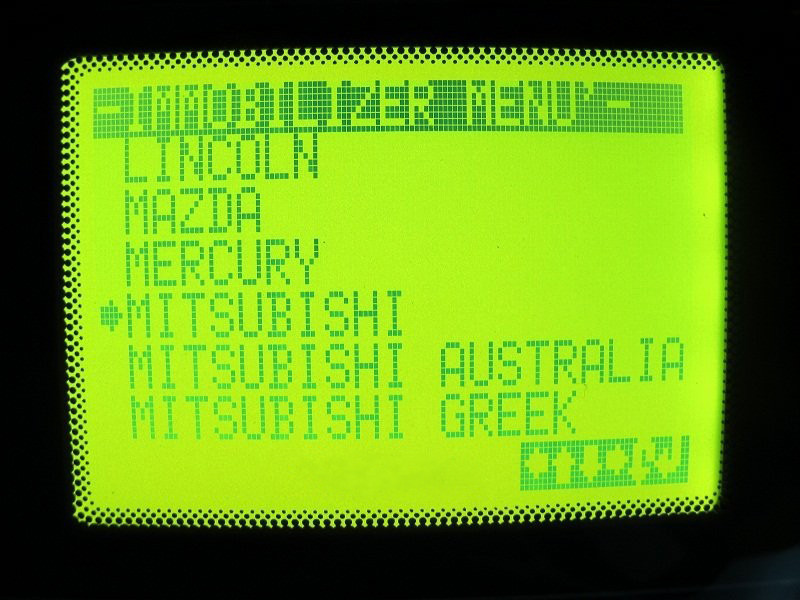 -IMMOBILIZER MENU-
LINCOLN
MAZDA
MERCURY
MITSUBISHI
MITSUBISHI AUSTRALIA
MITSUBISHI GREEK